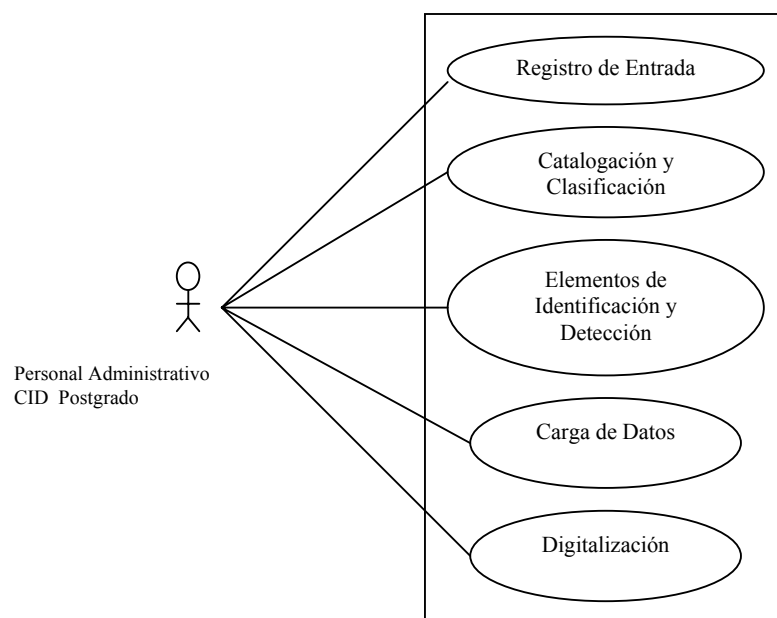 Registro de Entrada
Catalogación y
Clasificación
Elementos de
Identificación y
Detección
Personal Administrativo
CID Postgrado
Carga de Datos
Digitalización